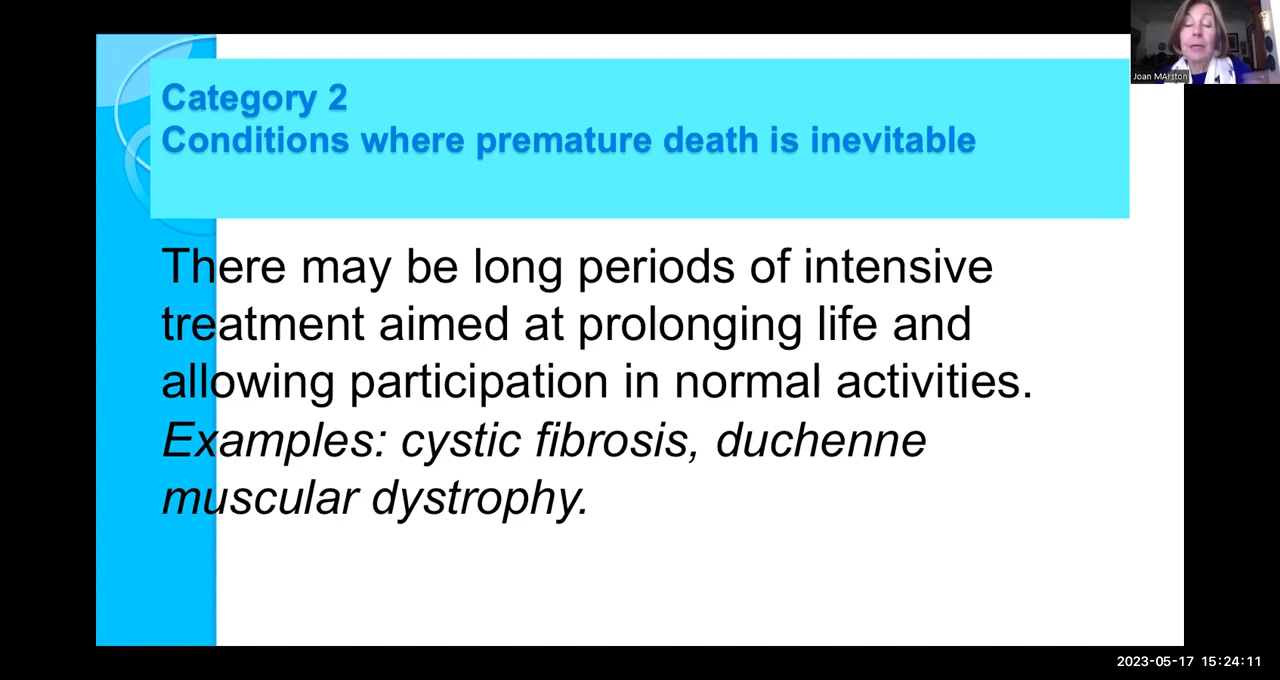 Category 2
Conditions where premature death is inevitable
There may be long periods of intensive
treatment aimed at prolonging life and
allowing participation in normal activities.
Examples: cystic fibrosis, duchenne
muscular dystrophy.
Joan MArston
2023-05-17 15:24:11